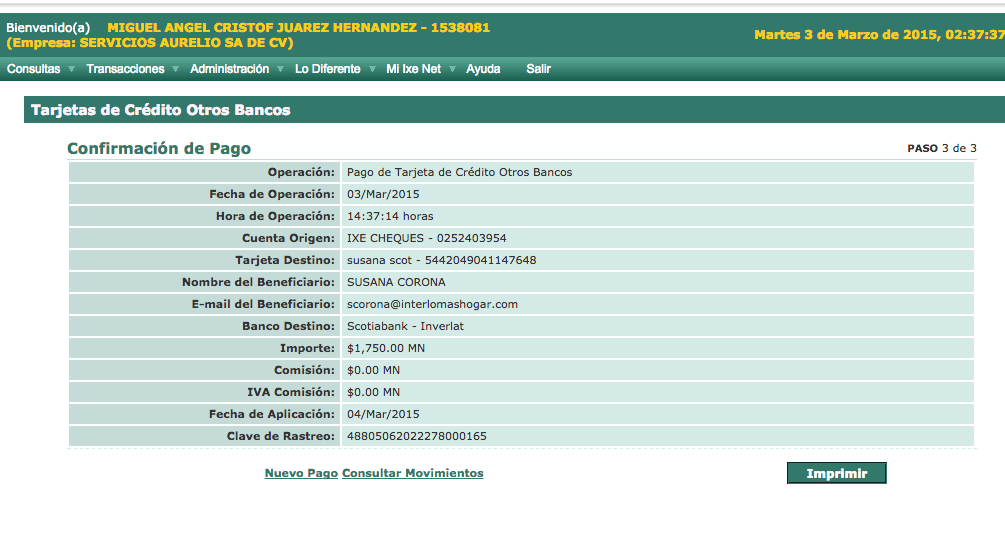 Bienvenido(a) MIGUEL ANGEL CRISTOF JUAREZ HERNANDEZ - 1538081
(Empresa: SERVICIOS AURELIO SA DE CV)
Martes 3 de Marzo de 2015, 02:37:37
Consultas Transacciones Administración Lo Diferente Mi Ixe Net Ayuda Salir
Tarjetas de Crédito Otros Bancos
Confirmación de Pago PASO 3 de 3
Operación: Pago de Tarjeta de Crédito Otros Bancos
Fecha de Operación: 03/Mar/2015
Hora de Operación: 14:37:14 horas
Cuenta Origen: IXE CHEQUES - 0252403954
Tarjeta Destino: susana scot - 5442049041147648
Nombre del Beneficiario: SUSANA CORONA
E-mail del Beneficiario: scorona@interlomashogar.com
Banco Destino: Scotiabank - Inverlat
Importe: $1,750.00 MN
Comisión: $0.00 MN
IVA Comisión: $0.00 MN
Fecha de Aplicación: 04/Mar/2015
Clave de Rastreo: 48805062022278000165
Nuevo Pago Consultar Movimientos Imprimir